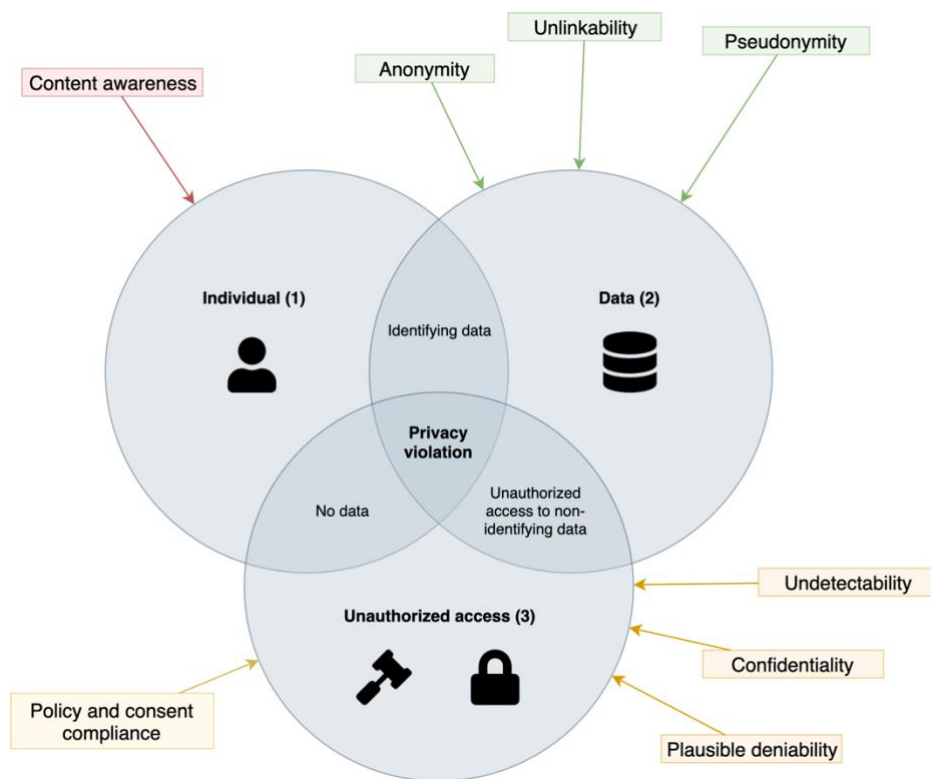 Unlinkability
Pseudonymity
Anonymity
Content awareness
Individual (1)
Data (2)
Identifying data
Privacy
violation
No data
Unauthorized
access to non-
identifying data
Undetectability
Unauthorized access (3)
Confidentiality
Policy and consent
compliance
Plausible deniability